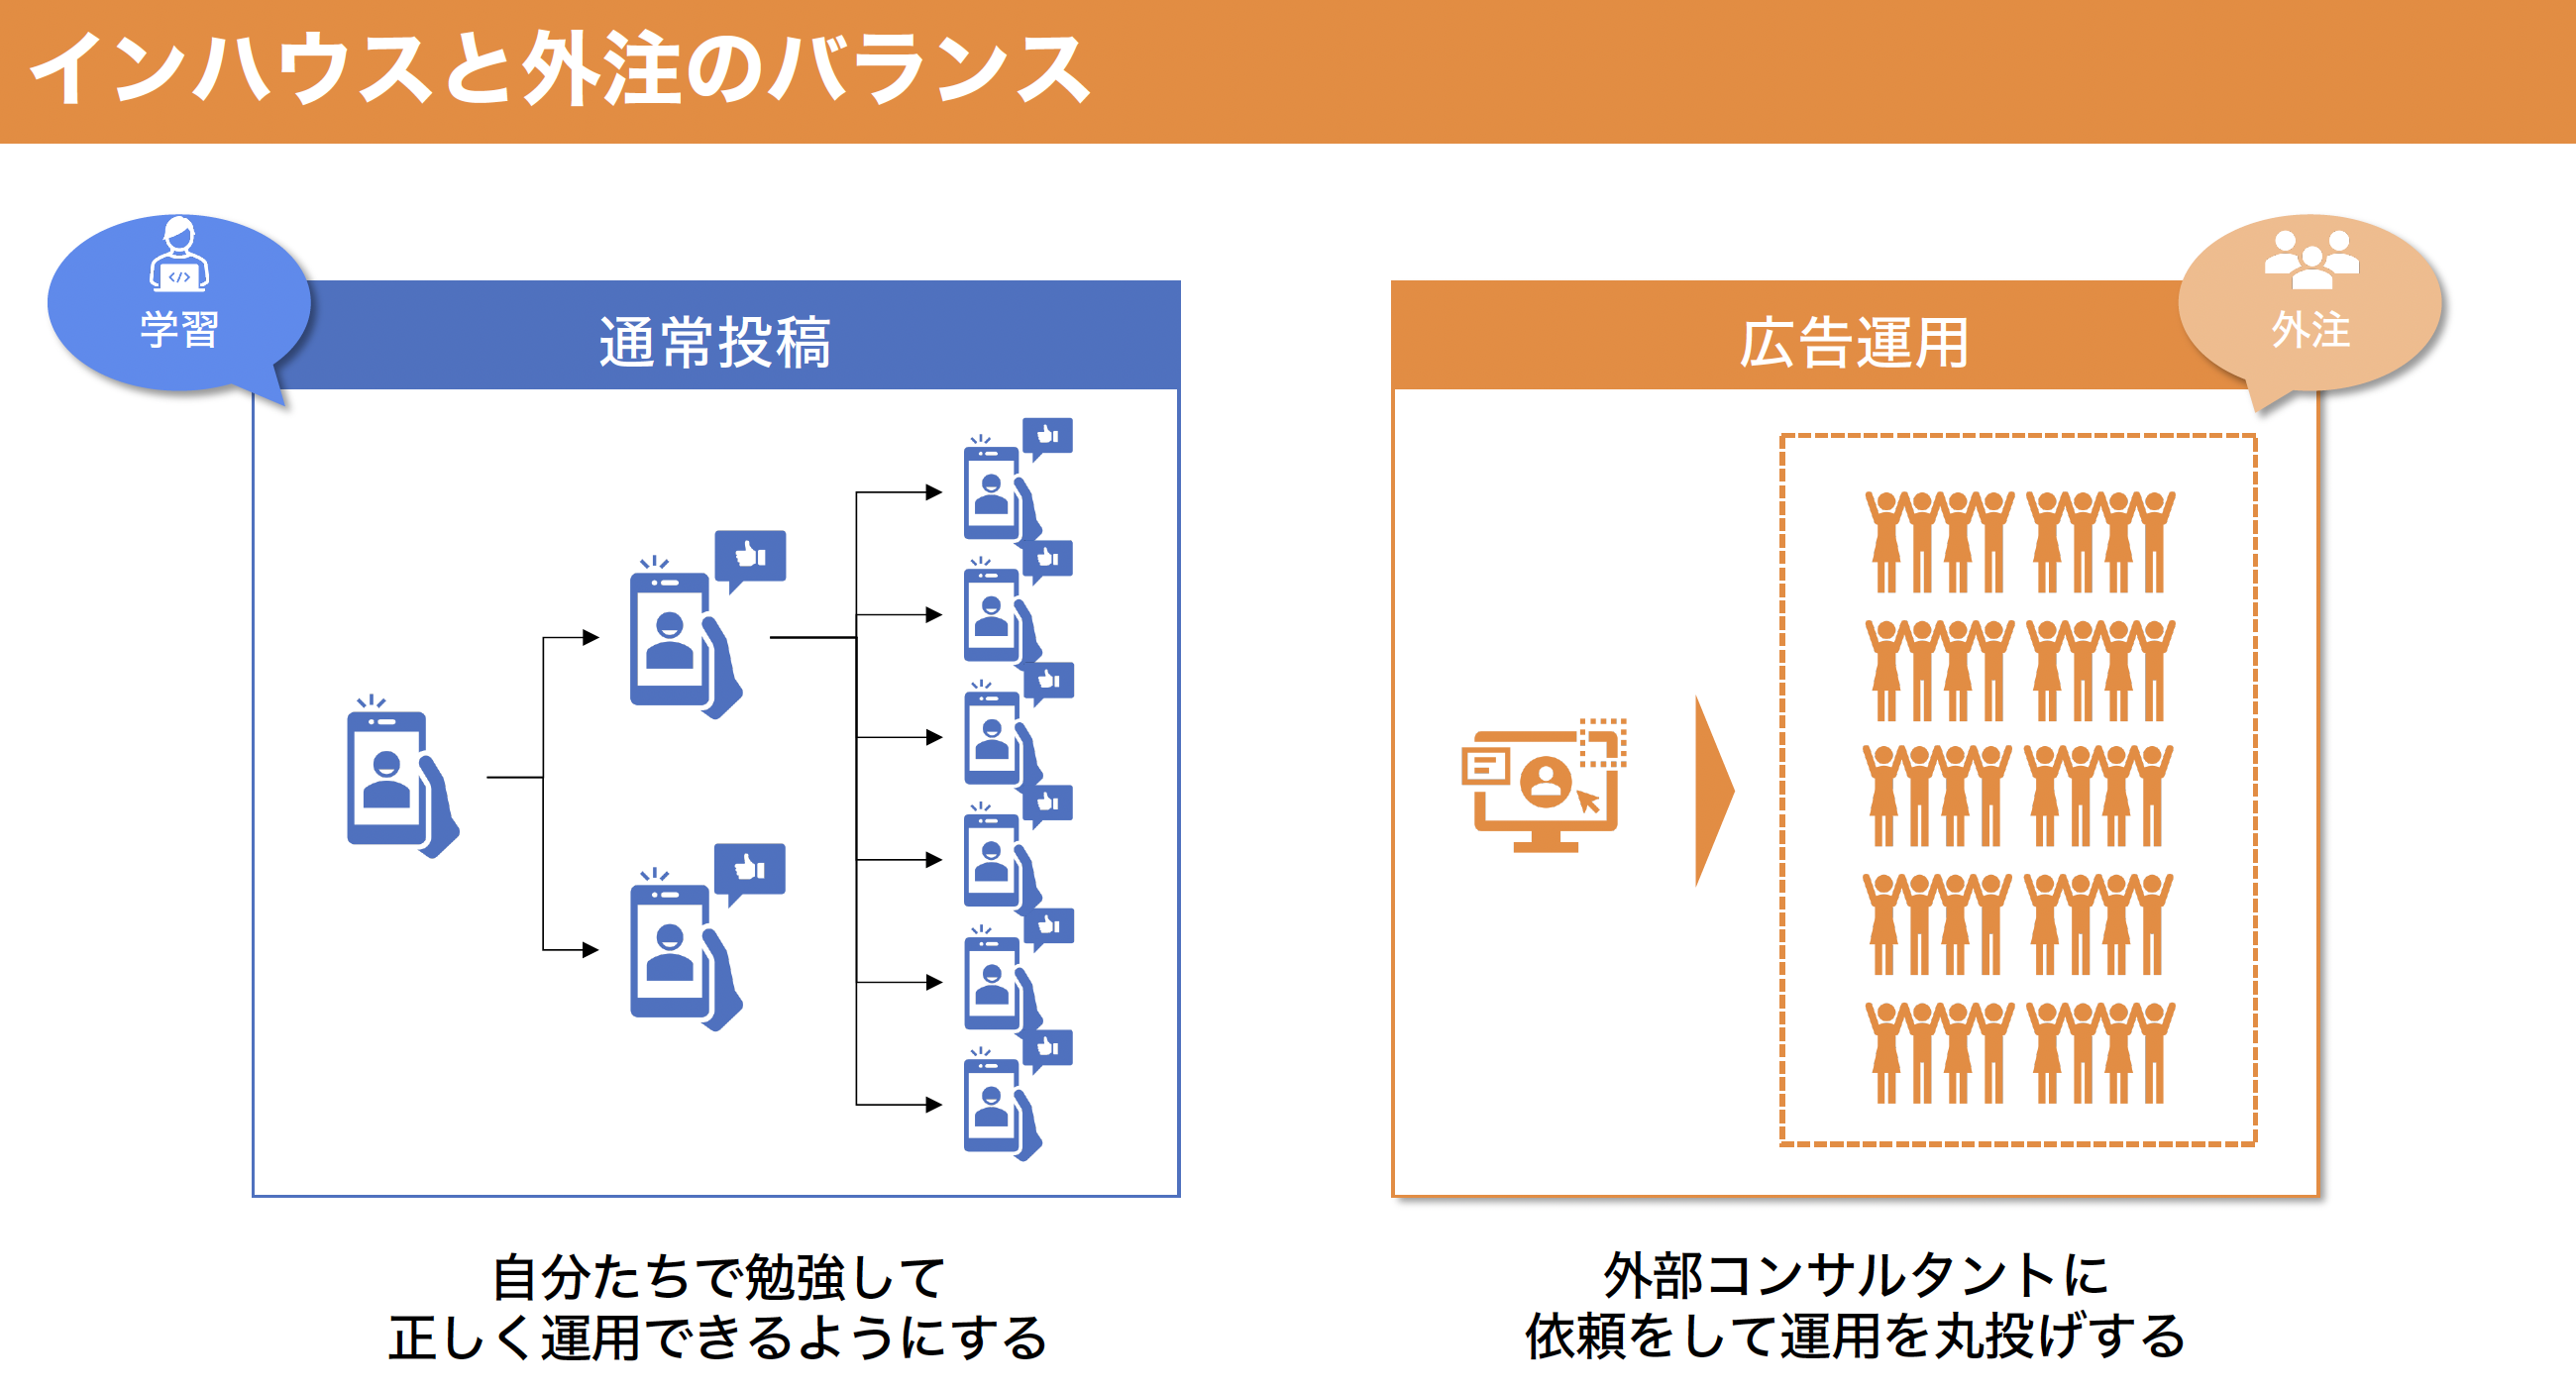 インハウスと外注のバランス
学習
通常投稿
自分たちで勉強して
正しく運用できるようにする
外注
広告運用
外部コンサルタントに
依頼をして運用を丸投げする